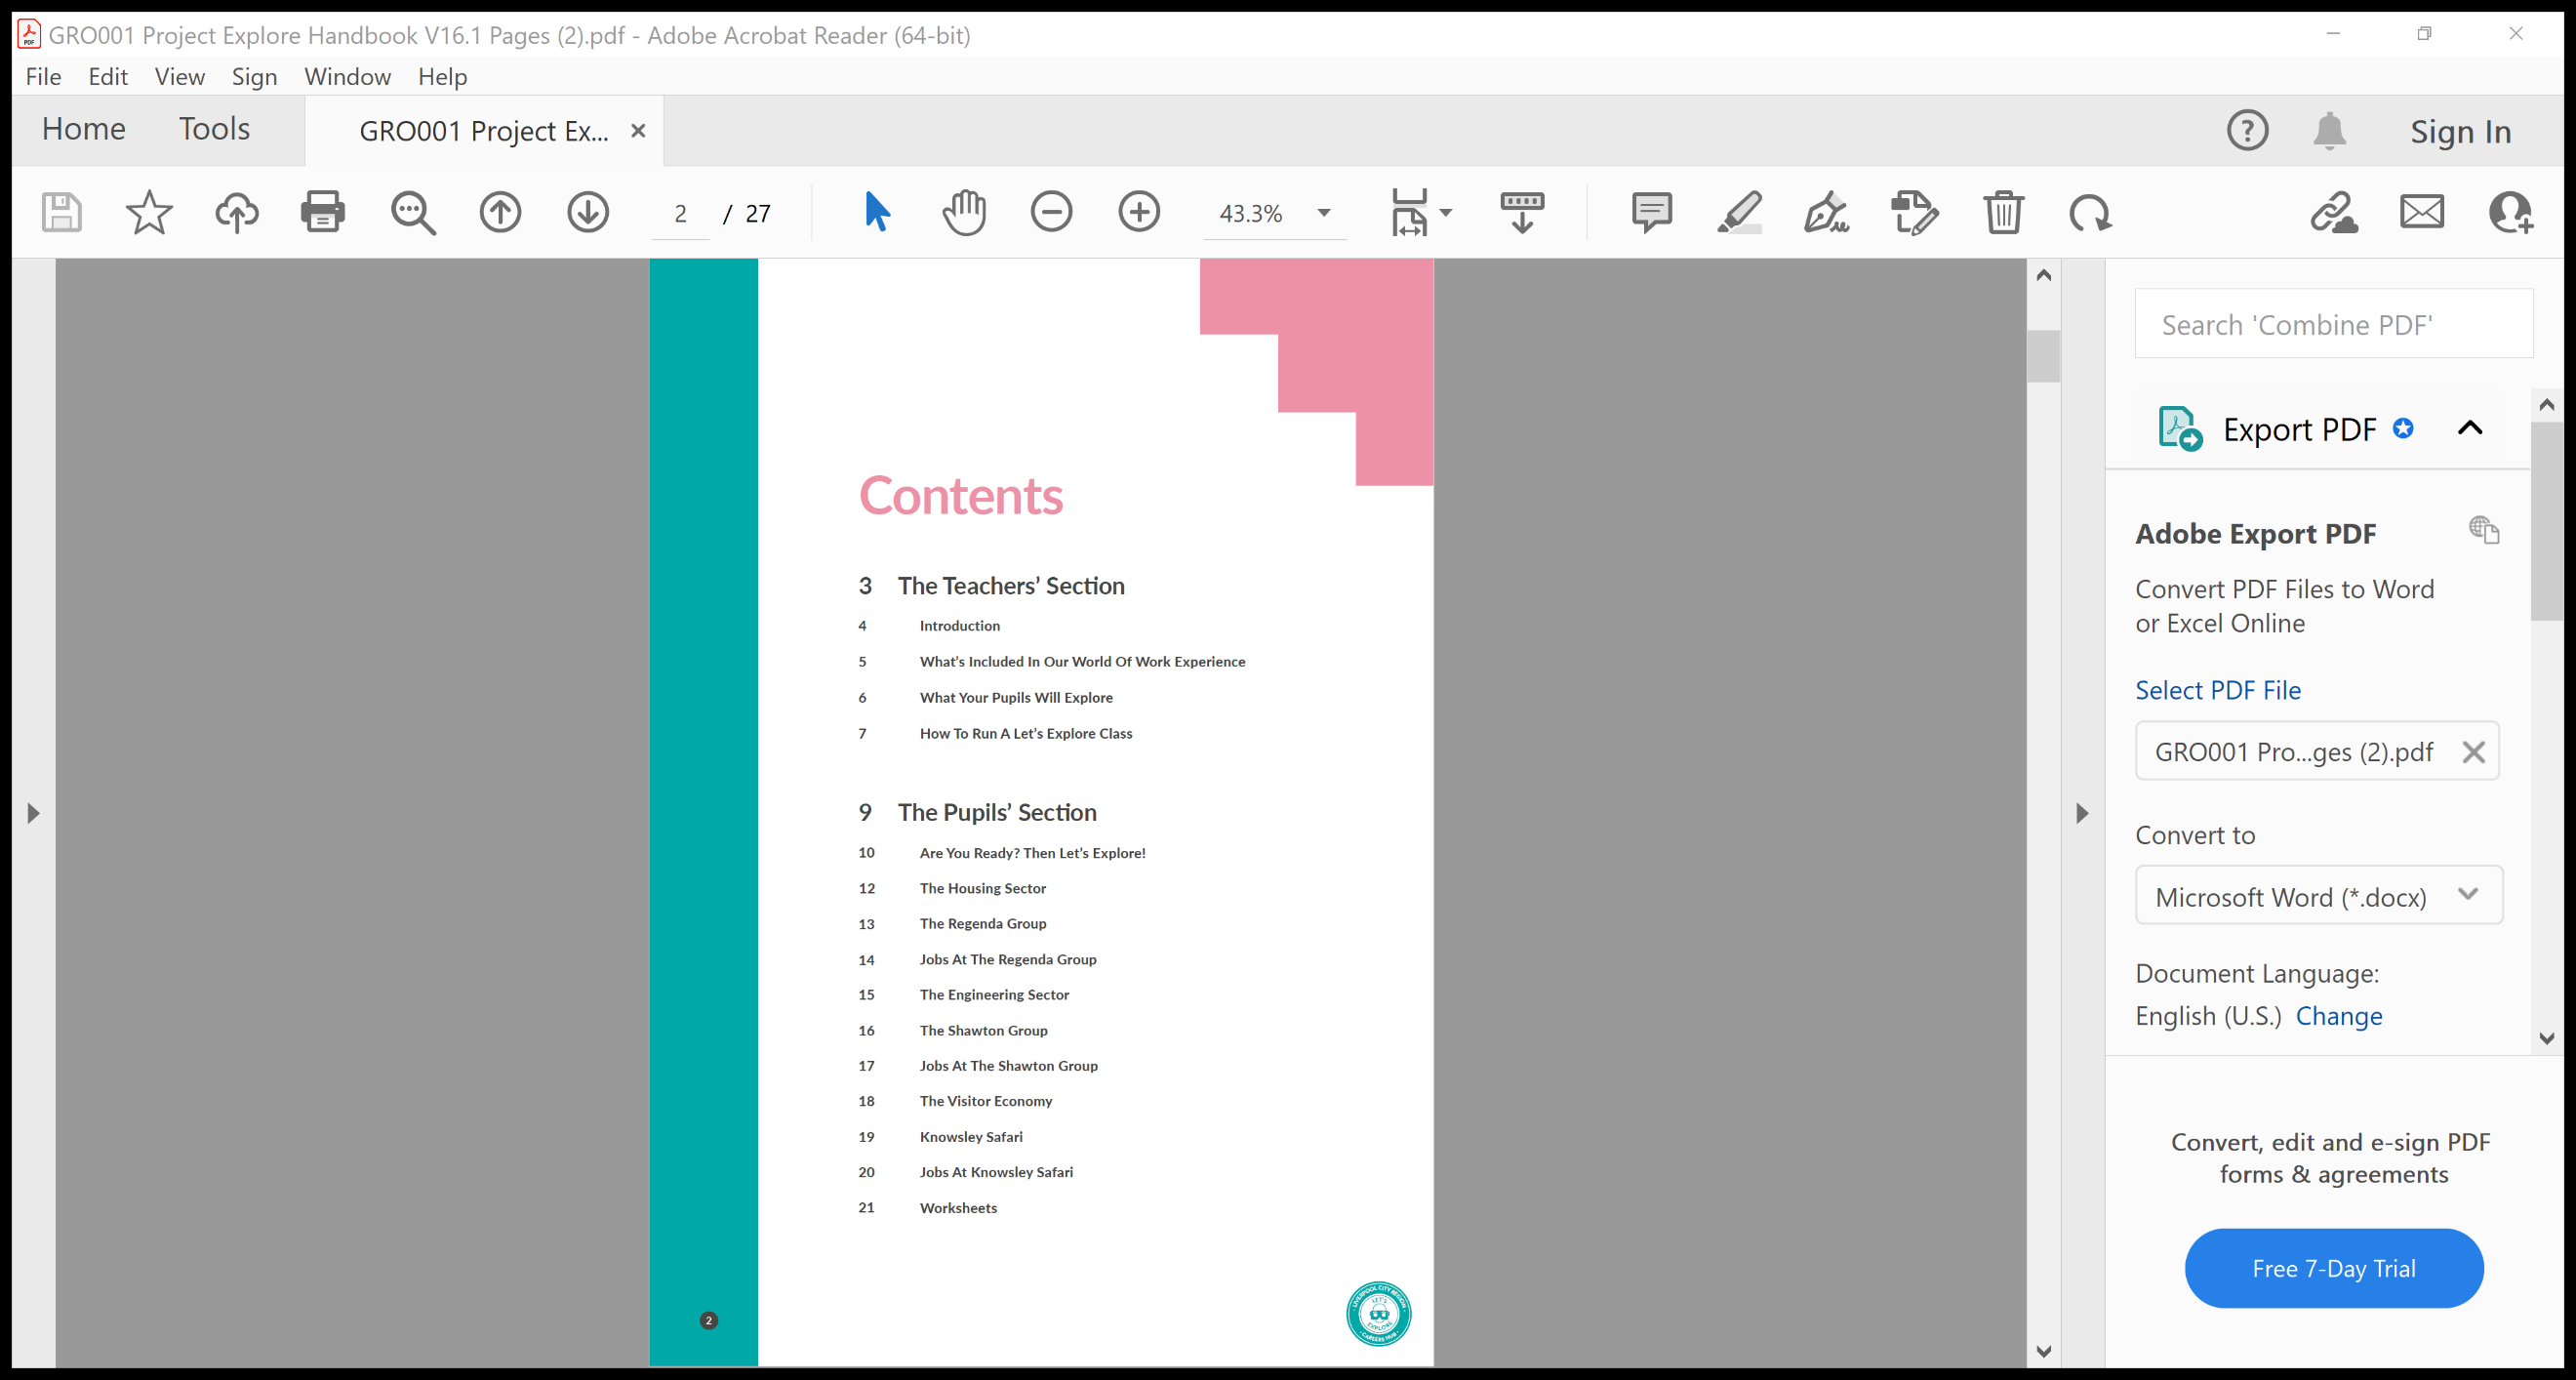 GRO001 Project Explore Handbook V16.1 Pages (2).pdf - Adobe Acrobat Reader (64-bit)
File Edit View Sign Window Help
Home Tools GRO001 Project Ex... Sign In
2 / 27 43.3%
Contents
3 The Teachers’ Section
4 Introduction
5 What’s Included In Our World Of Work Experience
6 What Your Pupils Will Explore
7 How To Run A Let’s Explore Class
9 The Pupils’ Section
10 Are You Ready? Then Let’s Explore!
12 The Housing Sector
13 The Regenda Group
14 Jobs At The Regenda Group
15 The Engineering Sector
16 The Shawton Group
17 Jobs At The Shawton Group
18 The Visitor Economy
19 Knowsley Safari
20 Jobs At Knowsley Safari
21 Worksheets
2
LIVERPOOL CITY REGION
LET'S
EXPLORE
CAREERS HUB
Search 'Combine PDF'
Export PDF
Adobe Export PDF
Convert PDF Files to Word
or Excel Online
Select PDF File
GRO001 Pro...ges (2).pdf
Convert to
Microsoft Word (*.docx)
Document Language:
English (U.S.) Change
Convert, edit and e-sign PDF
forms & agreements
Free 7-Day Trial